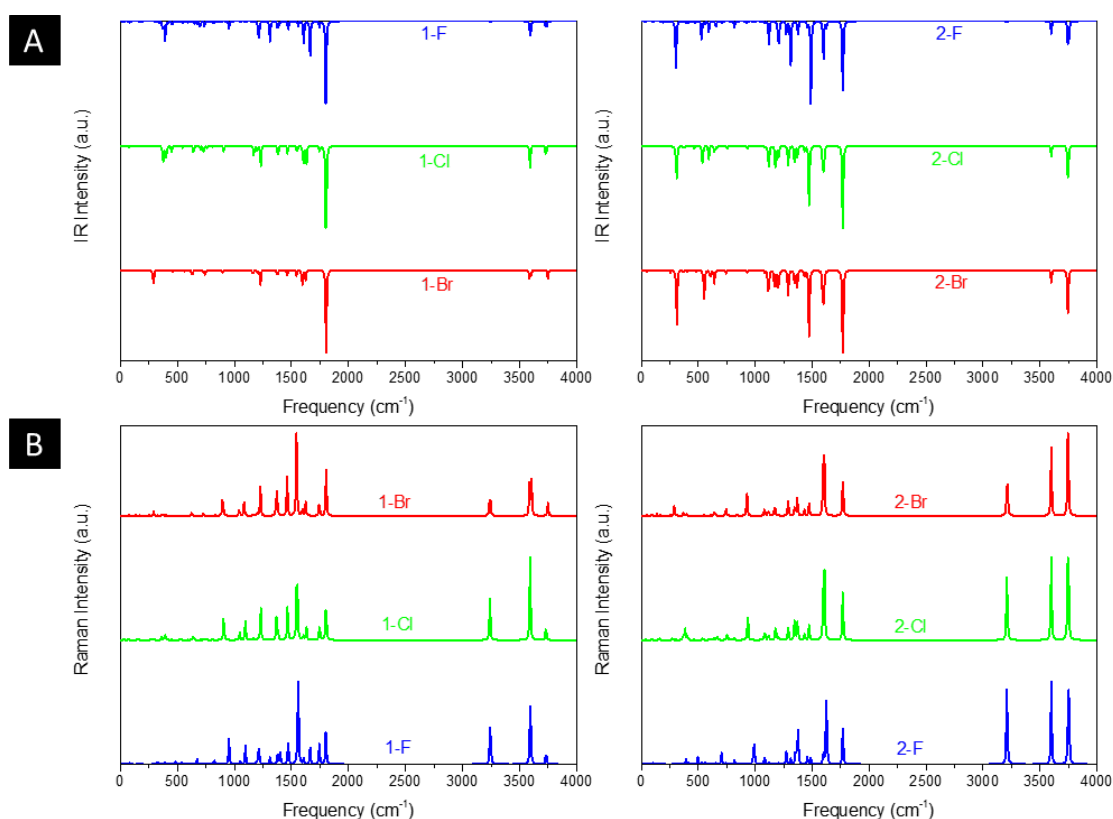 A
IR Intensity (a.u.)
1-F
1-Cl
1-Br
0 500 1000 1500 2000 2500 3000 3500 4000
Frequency (cm⁻¹)
IR Intensity (a.u.)
2-F
2-Cl
2-Br
0 500 1000 1500 2000 2500 3000 3500 4000
Frequency (cm⁻¹)
B
Raman Intensity (a.u.)
1-Br
1-Cl
1-F
0 500 1000 1500 2000 2500 3000 3500 4000
Frequency (cm⁻¹)
Raman Intensity (a.u.)
2-Br
2-Cl
2-F
0 500 1000 1500 2000 2500 3000 3500 4000
Frequency (cm⁻¹)